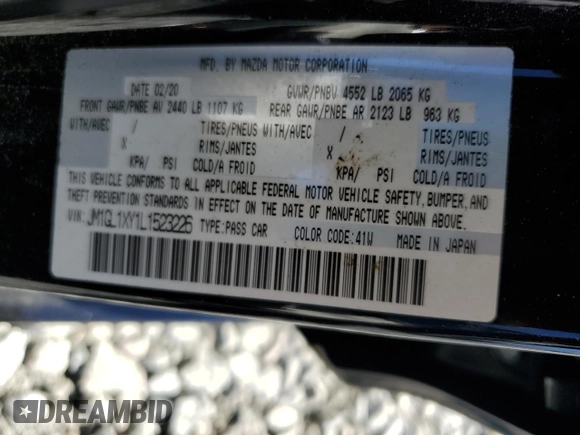 MFD. BY MAZDA MOTOR CORPORATION
DATE 02/20 GVWR/PNBV 4552 LB 2065 KG
FRONT GAWR/PNBE AV 2440 LB 1107 KG REAR GAWR/PNBE AR 2123 LB 963 KG
WITH/AVEC / TIRES/PNEUS WITH/AVEC / TIRES/PNEUS
X RIMS/JANTES X RIMS/JANTES
KPA/ PSI COLD/A FROID KPA/ PSI COLD/A FROID
THIS VEHICLE CONFORMS TO ALL APPLICABLE FEDERAL MOTOR VEHICLE SAFETY, BUMPER, AND
THEFT PREVENTION STANDARDS IN EFFECT ON THE DATE OF MANUFACTURE SHOWN ABOVE.
VIN: JM1GL1XY1L1523226 TYPE:PASS CAR COLOR CODE:41W MADE IN JAPAN
DREAMBID